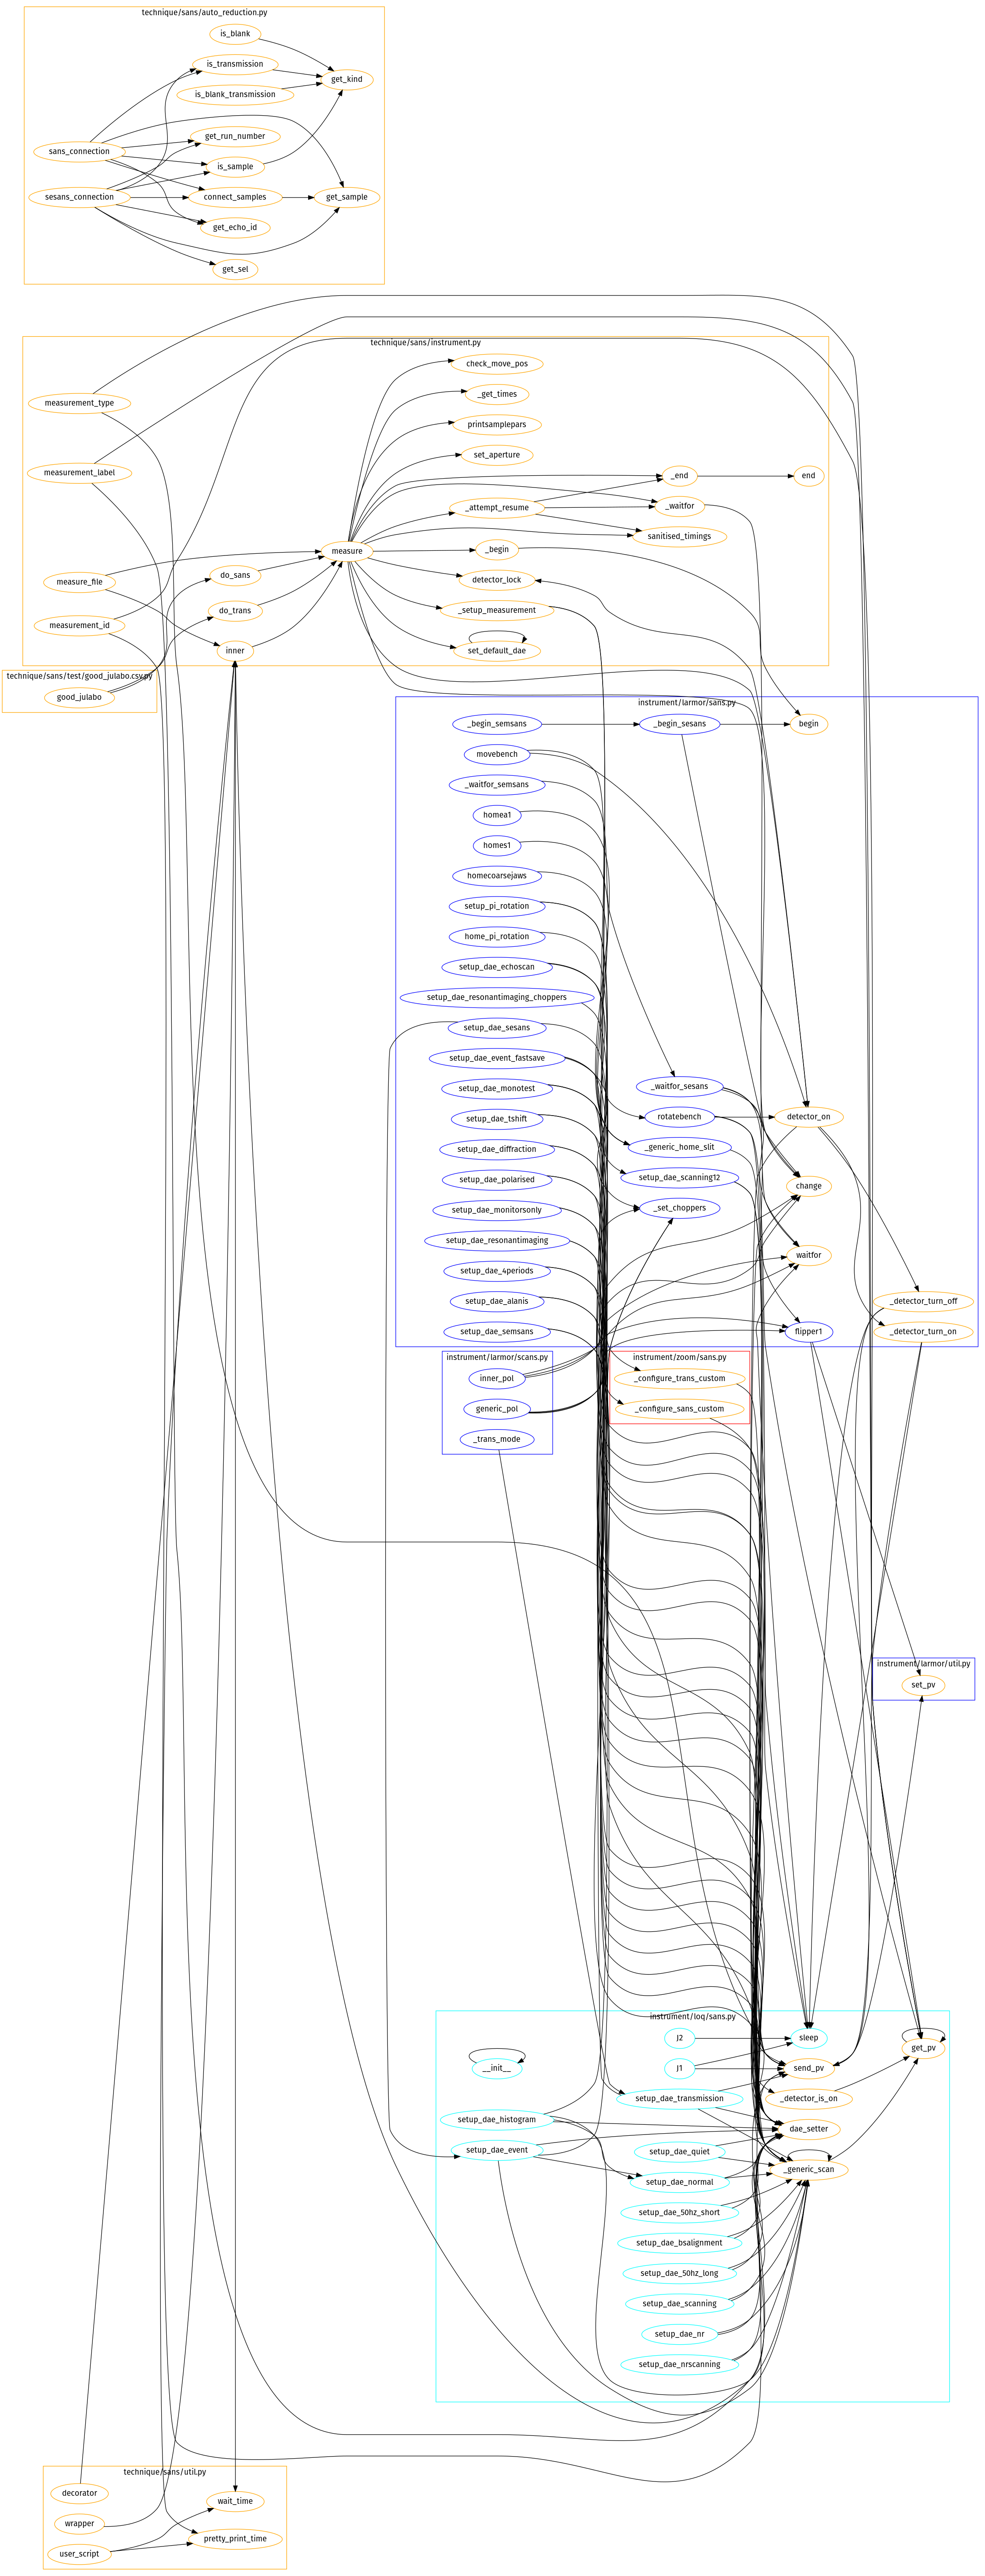 technique/sans/auto_reduction.py
is_blank
is_transmission
get_kind
is_blank_transmission
get_run_number
sans_connection
is_sample
sesans_connection
connect_samples
get_sample
get_echo_id
get_sel
technique/sans/instrument.py
check_move_pos
_get_times
measurement_type
printsamplepars
set_aperture
measurement_label
_end
end
_attempt_resume
_waitfor
sanitised_timings
measure
_begin
measure_file
do_sans
detector_lock
do_trans
_setup_measurement
measurement_id
inner
set_default_dae
technique/sans/test/good_julabo.csv.py
good_julabo
instrument/larmor/sans.py
_begin_semsans
_begin_sesans
begin
movebench
_waitfor_semsans
homea1
homes1
homecoarsejaws
setup_pi_rotation
home_pi_rotation
setup_dae_echoscan
setup_dae_resonantimaging_choppers
setup_dae_sesans
setup_dae_event_fastsave
setup_dae_monotest
_waitfor_sesans
setup_dae_tshift
rotatebench
detector_on
setup_dae_diffraction
_generic_home_slit
setup_dae_polarised
setup_dae_scanning12
change
setup_dae_monitorsonly
_set_choppers
setup_dae_resonantimaging
waitfor
setup_dae_4periods
setup_dae_alanis
_detector_turn_off
setup_dae_semsans
flipper1
_detector_turn_on
instrument/larmor/scans.py
instrument/zoom/sans.py
inner_pol
_configure_trans_custom
generic_pol
_configure_sans_custom
_trans_mode
instrument/larmor/util.py
set_pv
instrument/loq/sans.py
J2
sleep
get_pv
__init__
J1
send_pv
setup_dae_transmission
_detector_is_on
setup_dae_histogram
dae_setter
setup_dae_event
setup_dae_quiet
_generic_scan
setup_dae_normal
setup_dae_50hz_short
setup_dae_bsalignment
setup_dae_50hz_long
setup_dae_scanning
setup_dae_nr
setup_dae_nrscanning
technique/sans/util.py
decorator
wait_time
wrapper
pretty_print_time
user_script